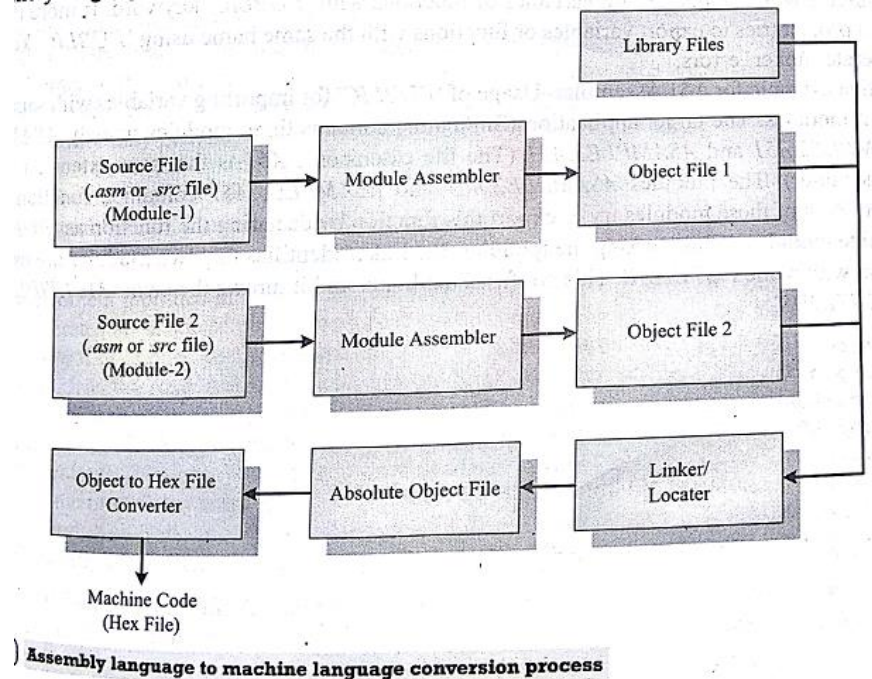 Library Files
Source File 1
(.asm or .src file)
(Module-1)
Module Assembler
Object File 1
Source File 2
(.asm or .src file)
(Module-2)
Module Assembler
Object File 2
Object to Hex File
Converter
Absolute Object File
Linker/
Locater
Machine Code
(Hex File)
) Assembly language to machine language conversion process